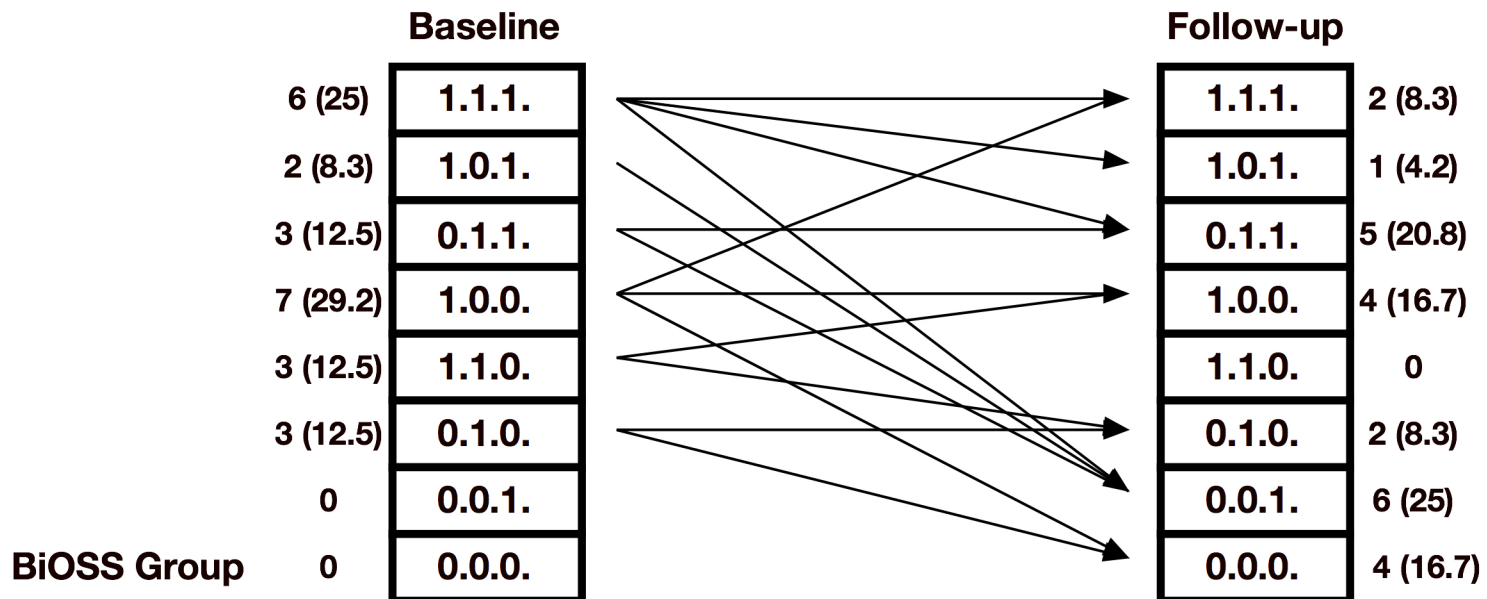 Baseline Follow-up
6 (25) 1.1.1. 1.1.1. 2 (8.3)
2 (8.3) 1.0.1. 1.0.1. 1 (4.2)
3 (12.5) 0.1.1. 0.1.1. 5 (20.8)
7 (29.2) 1.0.0. 1.0.0. 4 (16.7)
3 (12.5) 1.1.0. 1.1.0. 0
3 (12.5) 0.1.0. 0.1.0. 2 (8.3)
0 0.0.1. 0.0.1. 6 (25)
BiOSS Group 0 0.0.0. 0.0.0. 4 (16.7)